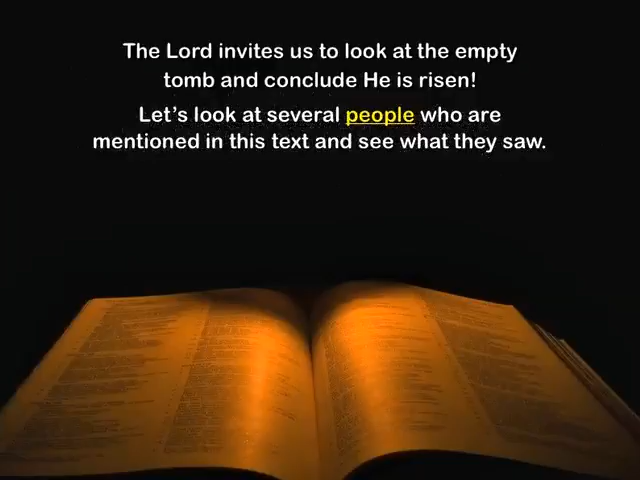 The Lord invites us to look at the empty
tomb and conclude He is risen!
Let's look at several people who are
mentioned in this text and see what they saw.